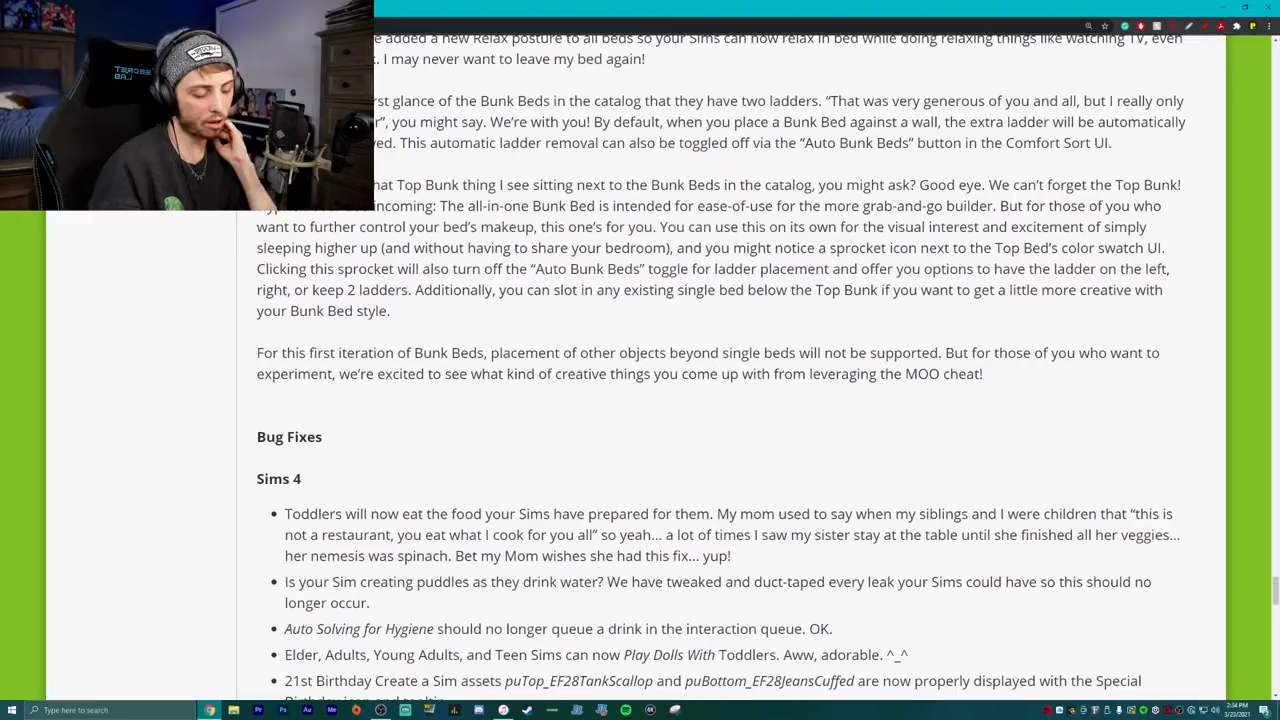 e added a new Relax posture to all beds so your Sims can now relax in bed while doing relaxing things like watching TV, even
. I may never want to leave my bed again!
rst glance of the Bunk Beds in the catalog that they have two ladders. “That was very generous of you and all, but I really only
r”, you might say. We’re with you! By default, when you place a Bunk Bed against a wall, the extra ladder will be automatically
ed. This automatic ladder removal can also be toggled off via the “Auto Bunk Beds” button in the Comfort Sort UI.
hat Top Bunk thing I see sitting next to the Bunk Beds in the catalog, you might ask? Good eye. We can’t forget the Top Bunk!
incoming: The all-in-one Bunk Bed is intended for ease-of-use for the more grab-and-go builder. But for those of you who
want to further control your bed’s makeup, this one’s for you. You can use this on its own for the visual interest and excitement of simply
sleeping higher up (and without having to share your bedroom), and you might notice a sprocket icon next to the Top Bed’s color swatch UI.
Clicking this sprocket will also turn off the “Auto Bunk Beds” toggle for ladder placement and offer you options to have the ladder on the left,
right, or keep 2 ladders. Additionally, you can slot in any existing single bed below the Top Bunk if you want to get a little more creative with
your Bunk Bed style.
For this first iteration of Bunk Beds, placement of other objects beyond single beds will not be supported. But for those of you who want to
experiment, we’re excited to see what kind of creative things you come up with from leveraging the MOO cheat!
Bug Fixes
Sims 4
Toddlers will now eat the food your Sims have prepared for them. My mom used to say when my siblings and I were children that “this is
not a restaurant, you eat what I cook for you all” so yeah… a lot of times I saw my sister stay at the table until she finished all her veggies…
her nemesis was spinach. Bet my Mom wishes she had this fix… yup!
Is your Sim creating puddles as they drink water? We have tweaked and duct-taped every leak your Sims could have so this should no
longer occur.
Auto Solving for Hygiene should no longer queue a drink in the interaction queue. OK.
Elder, Adults, Young Adults, and Teen Sims can now Play Dolls With Toddlers. Aww, adorable. ^_^
21st Birthday Create a Sim assets puTop_EF28TankScallop and puBottom_EF28JeansCuffed are now properly displayed with the Special
Birthday icon and tooltip.
SECRET
LAB
Type here to search
2:34 PM
3/23/2021